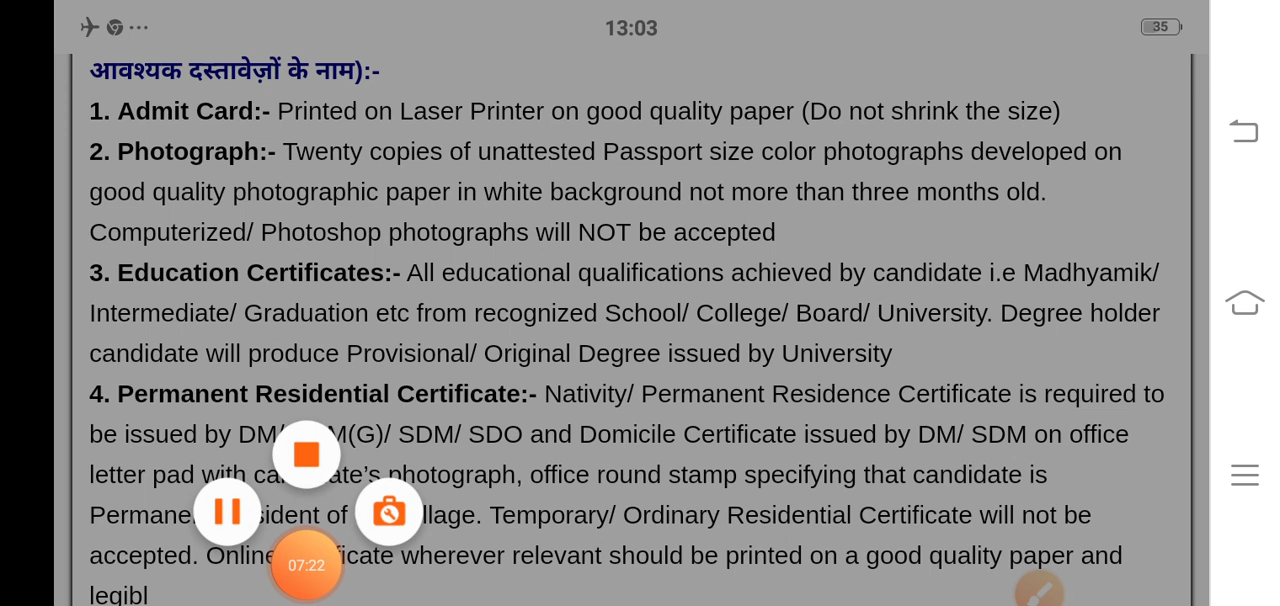 13:03
35
आवश्यक दस्तावेज़ों के नाम):-
1. Admit Card:- Printed on Laser Printer on good quality paper (Do not shrink the size)
2. Photograph:- Twenty copies of unattested Passport size color photographs developed on
good quality photographic paper in white background not more than three months old.
Computerized/ Photoshop photographs will NOT be accepted
3. Education Certificates:- All educational qualifications achieved by candidate i.e Madhyamik/
Intermediate/ Graduation etc from recognized School/ College/ Board/ University. Degree holder
candidate will produce Provisional/ Original Degree issued by University
4. Permanent Residential Certificate:- Nativity/ Permanent Residence Certificate is required to
be issued by DM/ M(G)/ SDM/ SDO and Domicile Certificate issued by DM/ SDM on office
letter pad with ate's photograph, office round stamp specifying that candidate is
of. Temporary/ Ordinary Residential Certificate will not be
accepted. Online wherever relevant should be printed on a good quality paper and
07:22